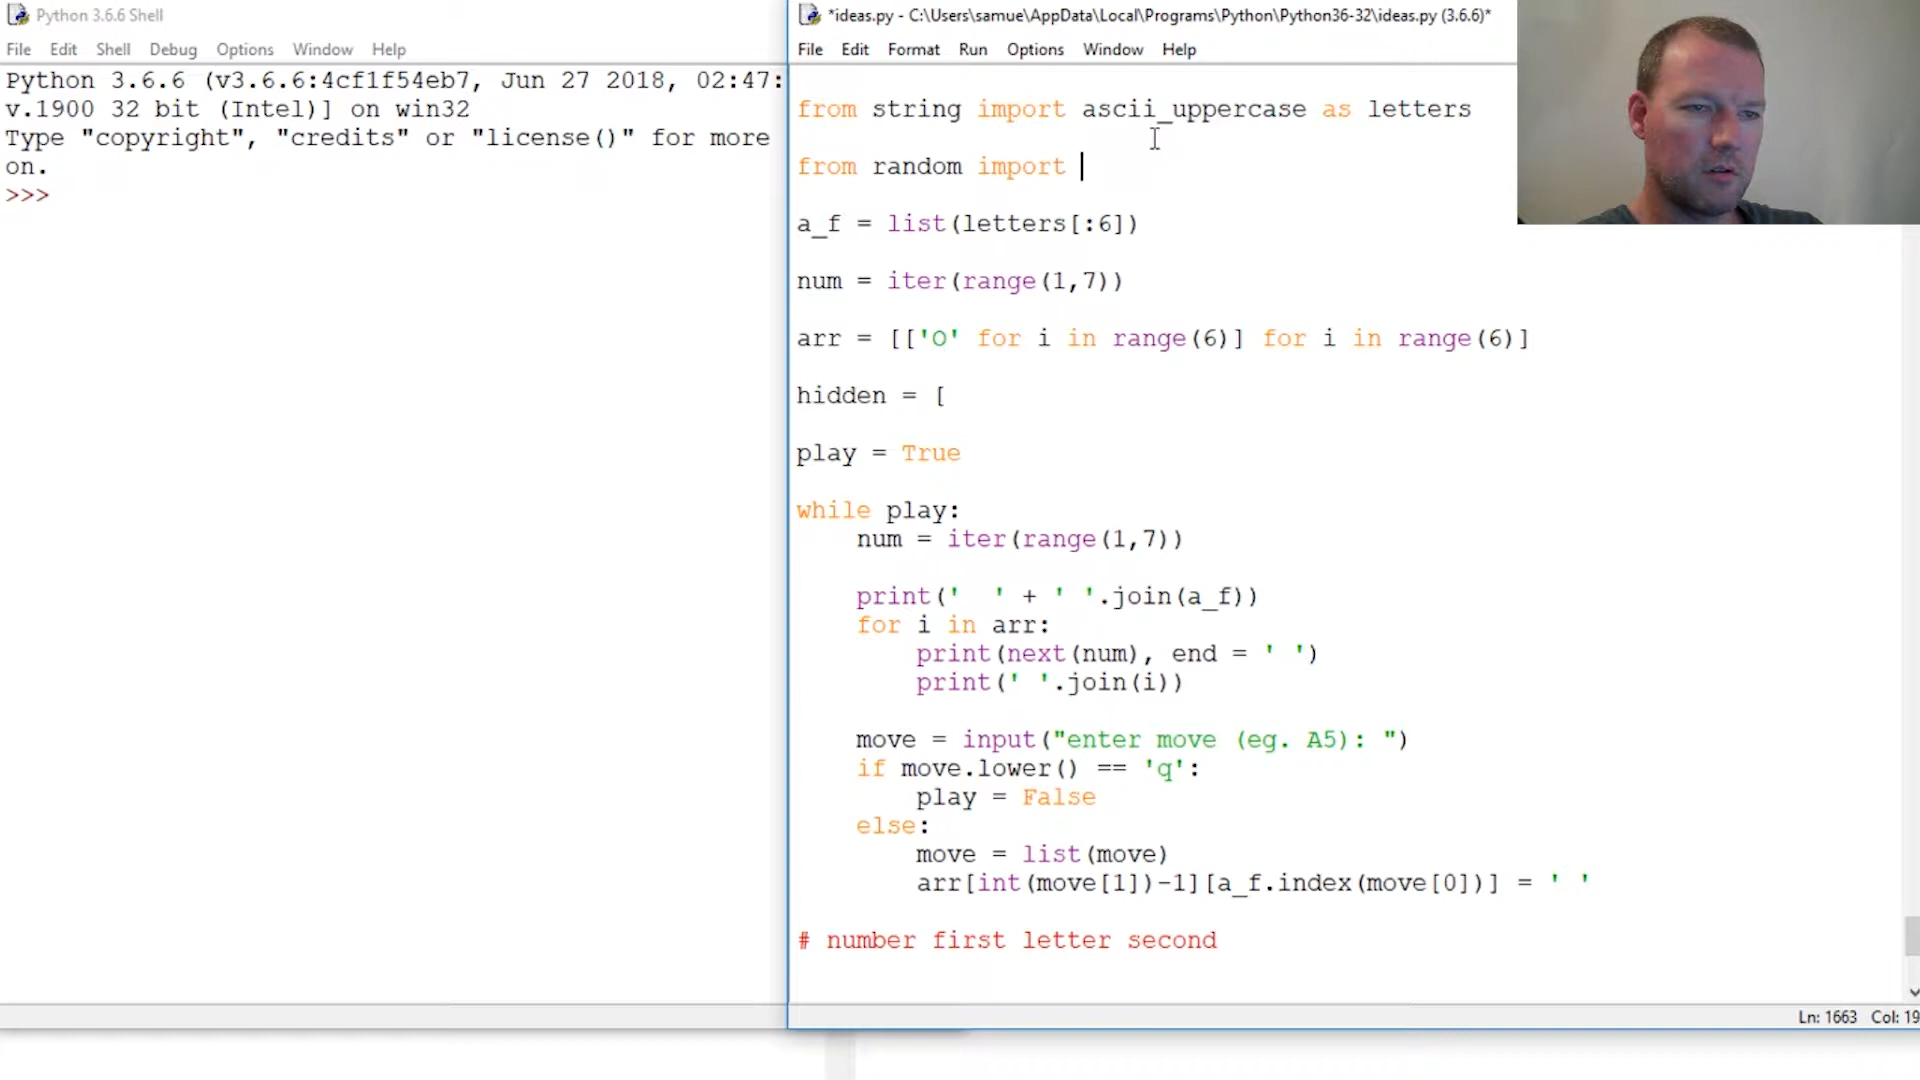 Python 3.6.6 Shell
File Edit Shell Debug Options Window Help
Python 3.6.6 (v3.6.6:4cf1f54eb7, Jun 27 2018, 02:47:
v.1900 32 bit (Intel)] on win32
Type "copyright", "credits" or "license()" for more
on.
>>>
*ideas.py - C:\Users\samue\AppData\Local\Programs\Python\Python36-32\ideas.py (3.6.6)*
File Edit Format Run Options Window Help
from string import ascii_uppercase as letters
from random import
a_f = list(letters[:6])
num = iter(range(1,7))
arr = [['O' for i in range(6)] for i in range(6)]
hidden = [
play = True
while play:
    num = iter(range(1,7))
    print('  ' + ' '.join(a_f))
    for i in arr:
        print(next(num), end = ' ')
        print(' '.join(i))
    move = input("enter move (eg. A5): ")
    if move.lower() == 'q':
        play = False
    else:
        move = list(move)
        arr[int(move[1])-1][a_f.index(move[0])] = ' '
# number first letter second
Ln: 1663 Col: 19